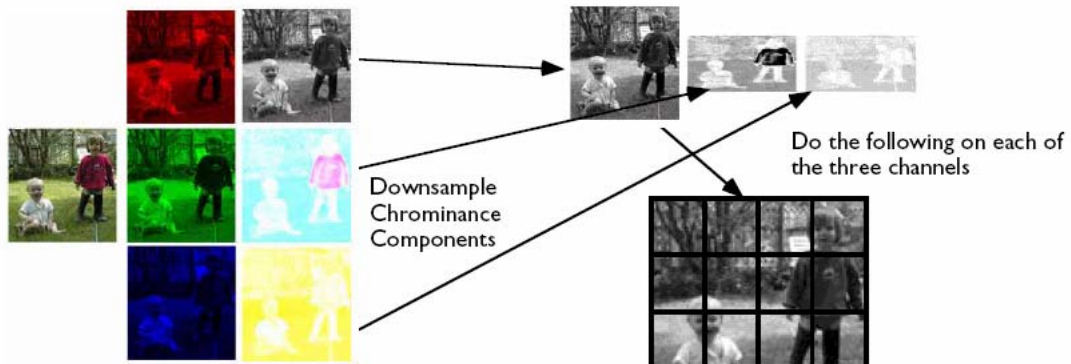 Downsample
Chrominance
Components
Do the following on each of
the three channels